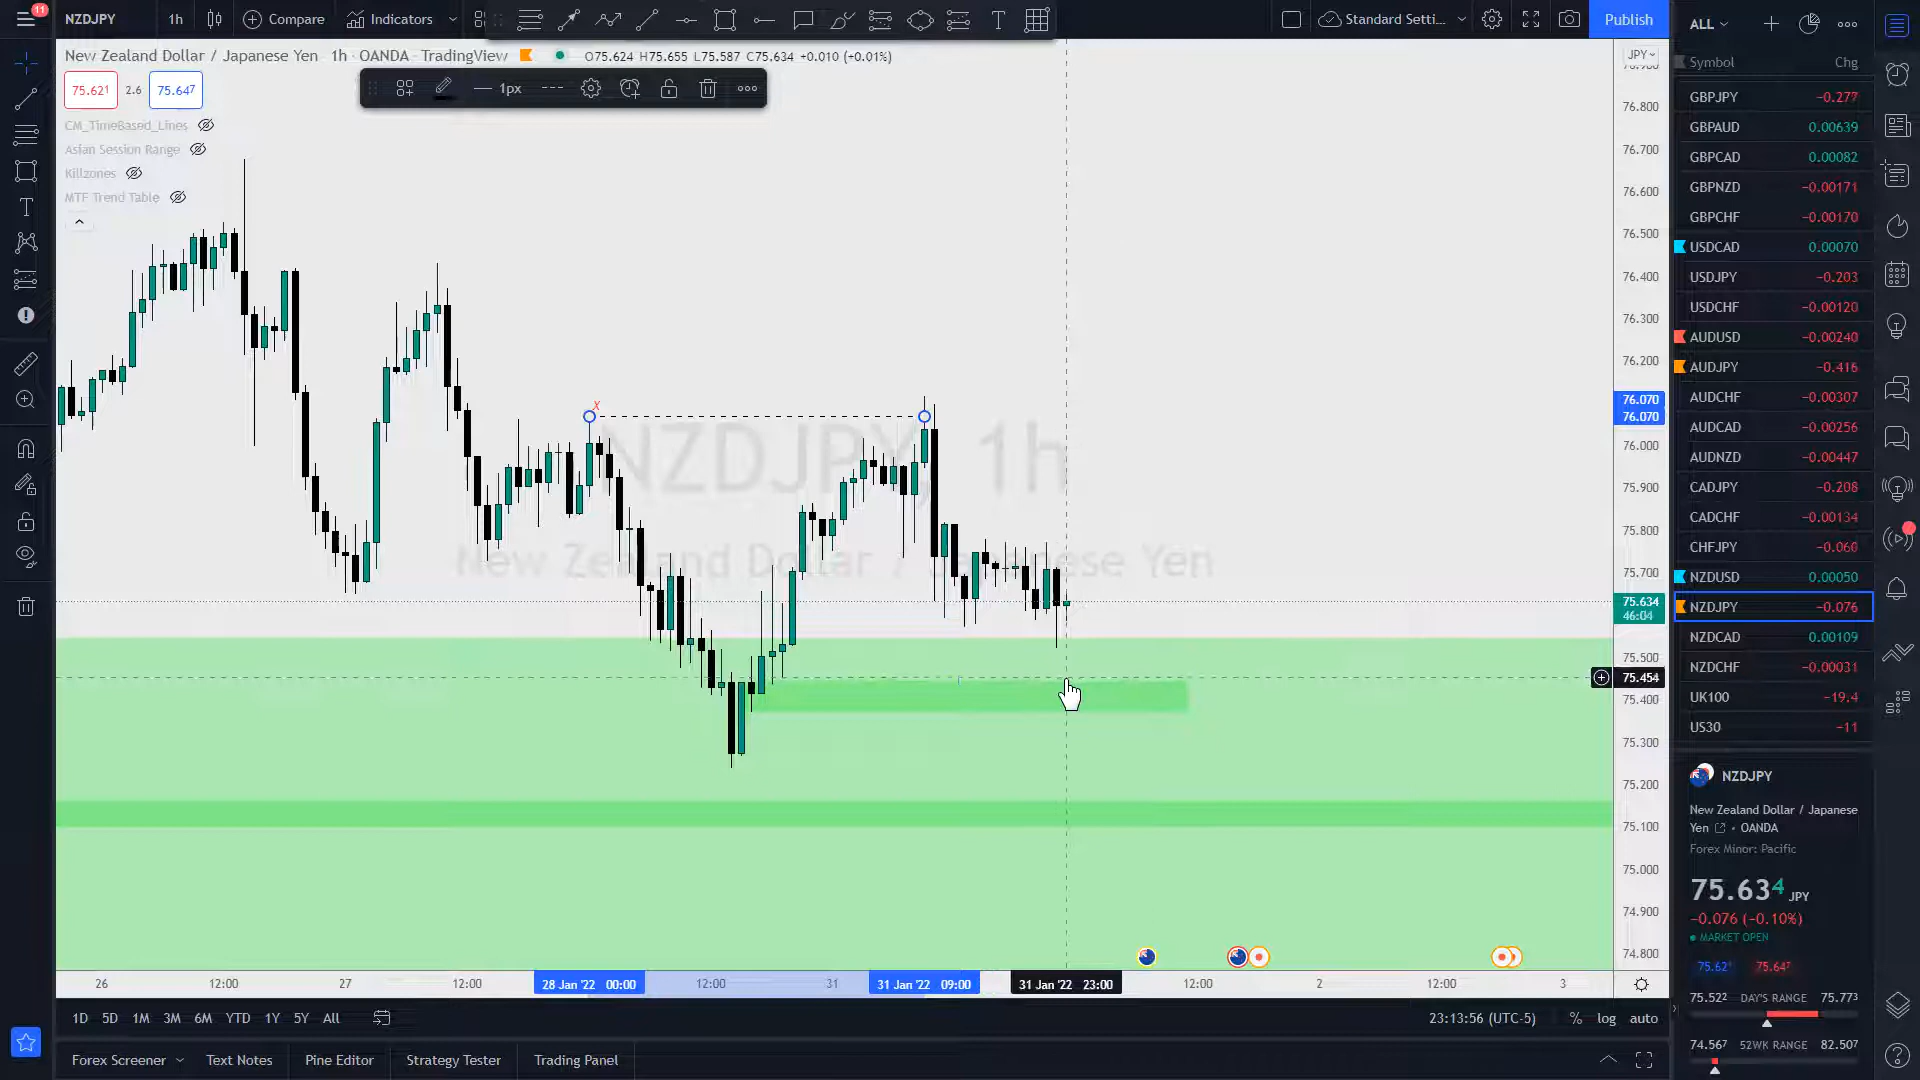 11
NZDJPY
1h
Compare
Indicators
Standard Setti...
Publish
ALL
New Zealand Dollar / Japanese Yen · 1h · OANDA · TradingView
O75.624 H75.655 L75.587 C75.634 +0.010 (+0.01%)
JPY
75.621
2.6
75.647
1px
CM_TimeBased_Lines
Asian Session Range
Killzones
MTF Trend Table
X
NZDJPY, 1h
New Zealand Dollar / Japanese Yen
76.800
76.700
76.600
76.500
76.400
76.300
76.200
76.070
76.070
76.000
75.900
75.800
75.700
75.634
46:04
75.500
75.454
75.400
75.300
75.200
75.100
75.000
74.900
74.800
26
12:00
27
12:00
28 Jan '22 00:00
12:00
31
31 Jan '22 09:00
31 Jan '22 23:00
12:00
2
12:00
3
1D 5D 1M 3M 6M YTD 1Y 5Y All
23:13:56 (UTC-5)
% log auto
Forex Screener
Text Notes
Pine Editor
Strategy Tester
Trading Panel
Symbol Chg
GBPJPY −0.277
GBPAUD 0.00639
GBPCAD 0.00082
GBPNZD −0.00171
GBPCHF −0.00170
USDCAD 0.00070
USDJPY −0.203
USDCHF −0.00120
AUDUSD −0.00240
AUDJPY −0.416
AUDCHF −0.00307
AUDCAD −0.00256
AUDNZD −0.00447
CADJPY −0.208
CADCHF −0.00134
CHFJPY −0.060
NZDUSD 0.00050
NZDJPY −0.076
NZDCAD 0.00109
NZDCHF −0.00031
UK100 −19.4
US30 −11
NZDJPY
New Zealand Dollar / Japanese
Yen · OANDA
Forex Minor: Pacific
75.634 JPY
−0.076 (−0.10%)
MARKET OPEN
75.621 75.647
75.522 DAY'S RANGE 75.773
74.567 52WK RANGE 82.507